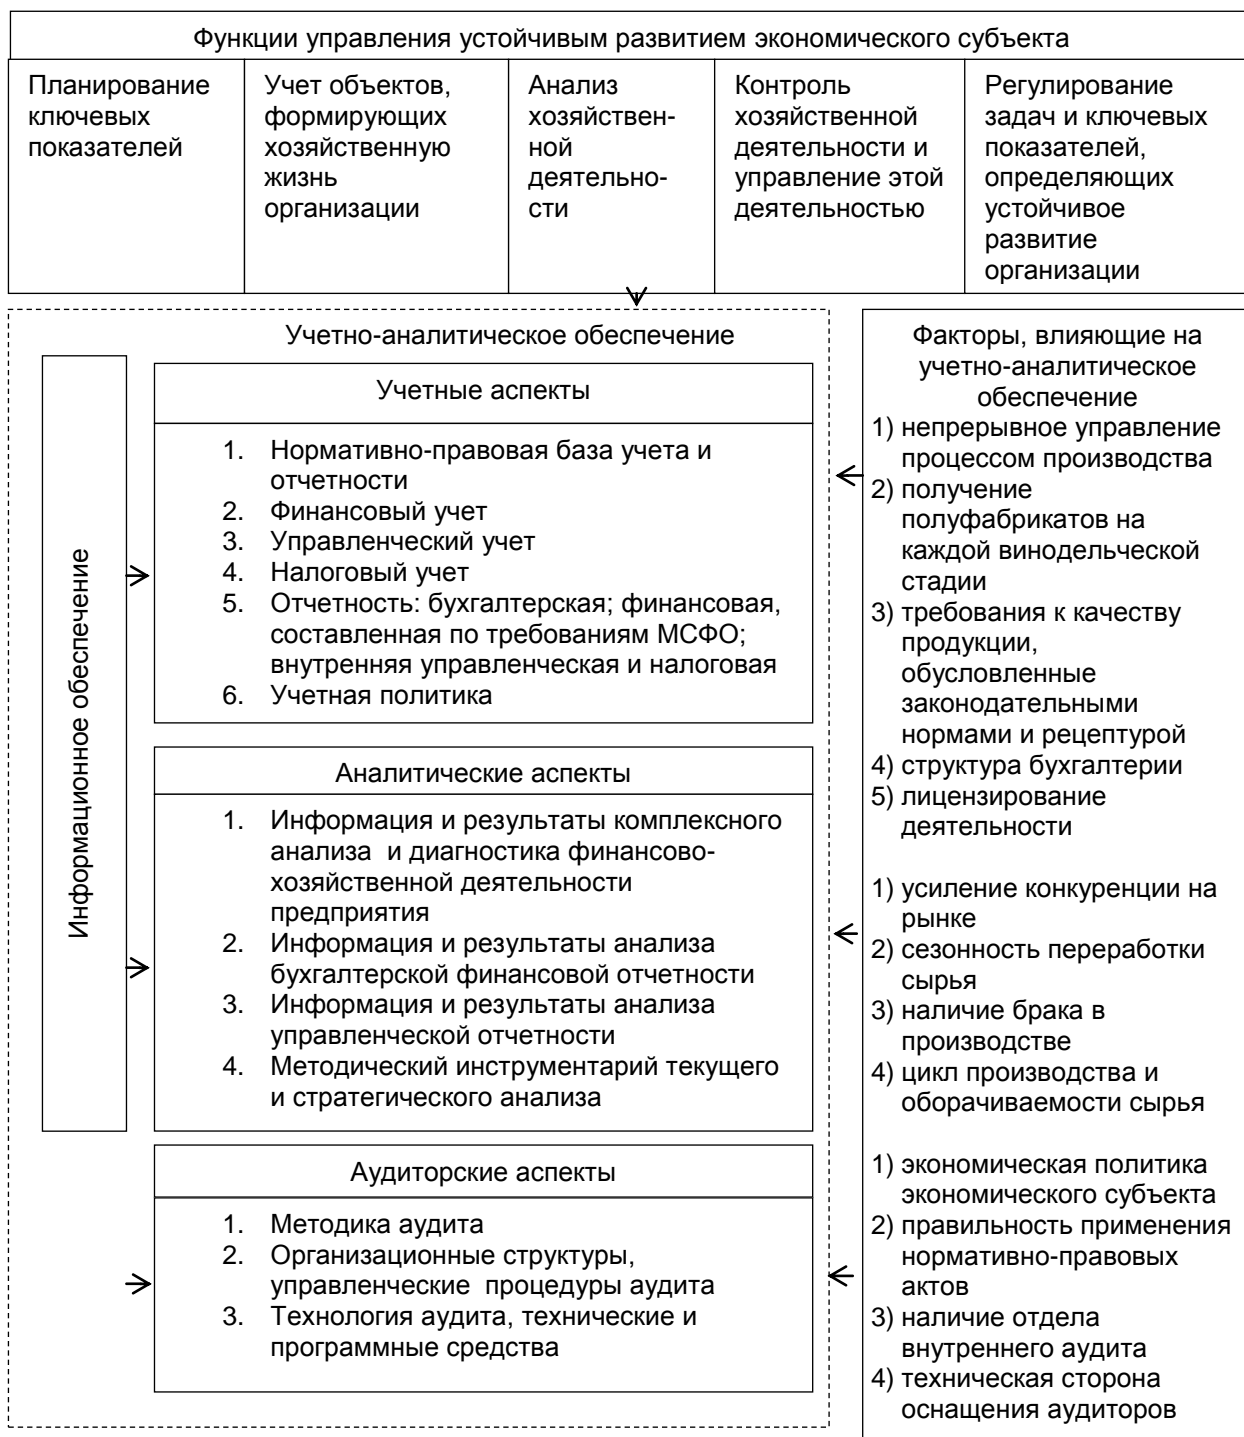 Функции управления устойчивым развитием экономического субъекта
Планирование
ключевых
показателей
Учет объектов,
формирующих
хозяйственную
жизнь
организации
Анализ
хозяйствен-
ной
деятельно-
сти
Контроль
хозяйственной
деятельности и
управление этой
деятельностью
Регулирование
задач и ключевых
показателей,
определяющих
устойчивое
развитие
организации
Учетно-аналитическое обеспечение
Информационное обеспечение
Учетные аспекты
1. Нормативно-правовая база учета и
отчетности
2. Финансовый учет
3. Управленческий учет
4. Налоговый учет
5. Отчетность: бухгалтерская; финансовая,
составленная по требованиям МСФО;
внутренняя управленческая и налоговая
6. Учетная политика
Аналитические аспекты
1. Информация и результаты комплексного
анализа и диагностика финансово-
хозяйственной деятельности
предприятия
2. Информация и результаты анализа
бухгалтерской финансовой отчетности
3. Информация и результаты анализа
управленческой отчетности
4. Методический инструментарий текущего
и стратегического анализа
Аудиторские аспекты
1. Методика аудита
2. Организационные структуры,
управленческие процедуры аудита
3. Технология аудита, технические и
программные средства
Факторы, влияющие на
учетно-аналитическое
обеспечение
1) непрерывное управление
процессом производства
2) получение
полуфабрикатов на
каждой винодельческой
стадии
3) требования к качеству
продукции,
обусловленные
законодательными
нормами и рецептурой
4) структура бухгалтерии
5) лицензирование
деятельности
1) усиление конкуренции на
рынке
2) сезонность переработки
сырья
3) наличие брака в
производстве
4) цикл производства и
оборачиваемости сырья
1) экономическая политика
экономического субъекта
2) правильность применения
нормативно-правовых
актов
3) наличие отдела
внутреннего аудита
4) техническая сторона
оснащения аудиторов